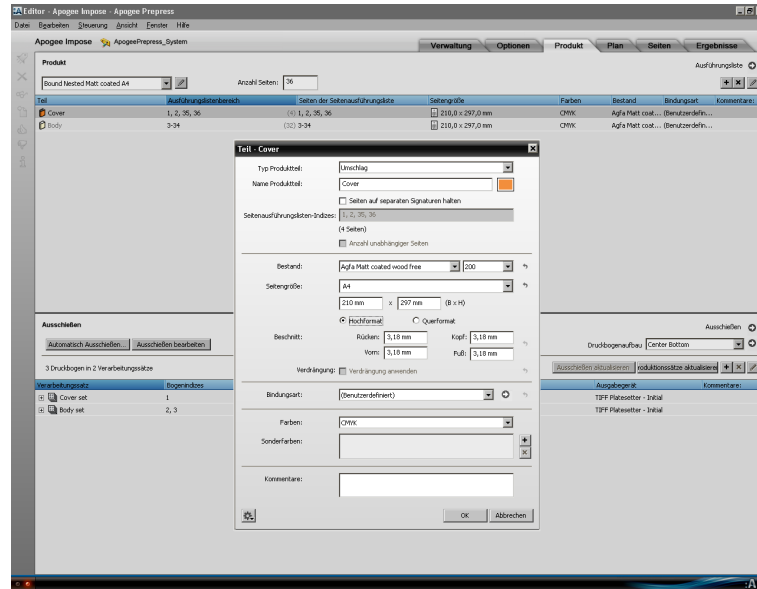 Editor - Apogee Impose - Apogee Prepress
Datei Bearbeiten Steuerung Ansicht Fenster Hilfe
Apogee Impose ApogeePrepress_System
Verwaltung Optionen Produkt Plan Seiten Ergebnisse
Produkt
Ausführungsliste
Bound Nested Matt coated A4
Anzahl Seiten: 36
Teil Ausführungslistenbereich Seiten der Seitenausführungsliste Seitengröße Farben Bestand Bindungsart Kommentare:
Cover 1, 2, 35, 36 (4) 1, 2, 35, 36 210,0 x 297,0 mm CMYK Agfa Matt coat... (Benutzerdefin...
Body 3-34 (32) 3-34 210,0 x 297,0 mm CMYK Agfa Matt coat... (Benutzerdefin...
Teil - Cover
Typ Produktteil: Umschlag
Name Produktteil: Cover
Seiten auf separaten Signaturen halten
Seitenausführungslisten-Indizes: 1, 2, 35, 36
(4 Seiten)
Anzahl unabhängiger Seiten
Bestand: Agfa Matt coated wood free 200
Seitengröße: A4
210 mm x 297 mm (B x H)
Hochformat Querformat
Beschnitt: Rücken: 3,18 mm Kopf: 3,18 mm
Vorn: 3,18 mm Fuß: 3,18 mm
Verdrängung: Verdrängung anwenden
Bindungsart: (Benutzerdefiniert)
Farben: CMYK
Sonderfarben:
Kommentare:
OK Abbrechen
Ausschießen
Ausschießen
Automatisch Ausschießen... Ausschießen bearbeiten
Druckbogenaufbau Center Bottom
3 Druckbogen in 2 Verarbeitungssätze
Ausschießen aktualisieren roduktionssätze aktualisieren
Verarbeitungssatz Bogenindizes Ausgabegerät Kommentare:
Cover set 1 TIFF Platesetter - Initial
Body set 2, 3 TIFF Platesetter - Initial
:A